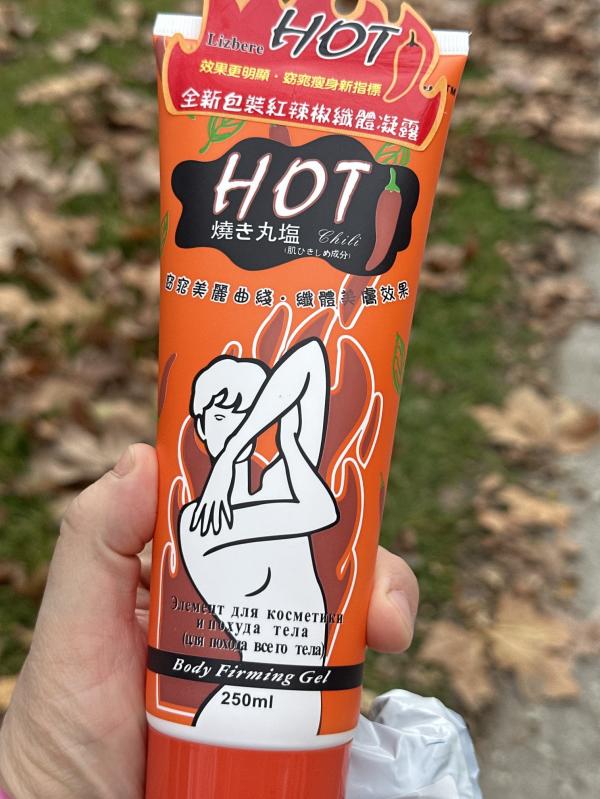 Lizbere HOT
效果更明顯·窈窕瘦身新指標
全新包裝紅辣椒纖體凝露
TM
HOT
燒き丸塩 Chili
(肌ひきしめ成分)
窈窕美麗曲綫·纖體美膚效果
Элемент для косметики
и похуда тела
(для похода всего тела)
Body Firming Gel
250ml